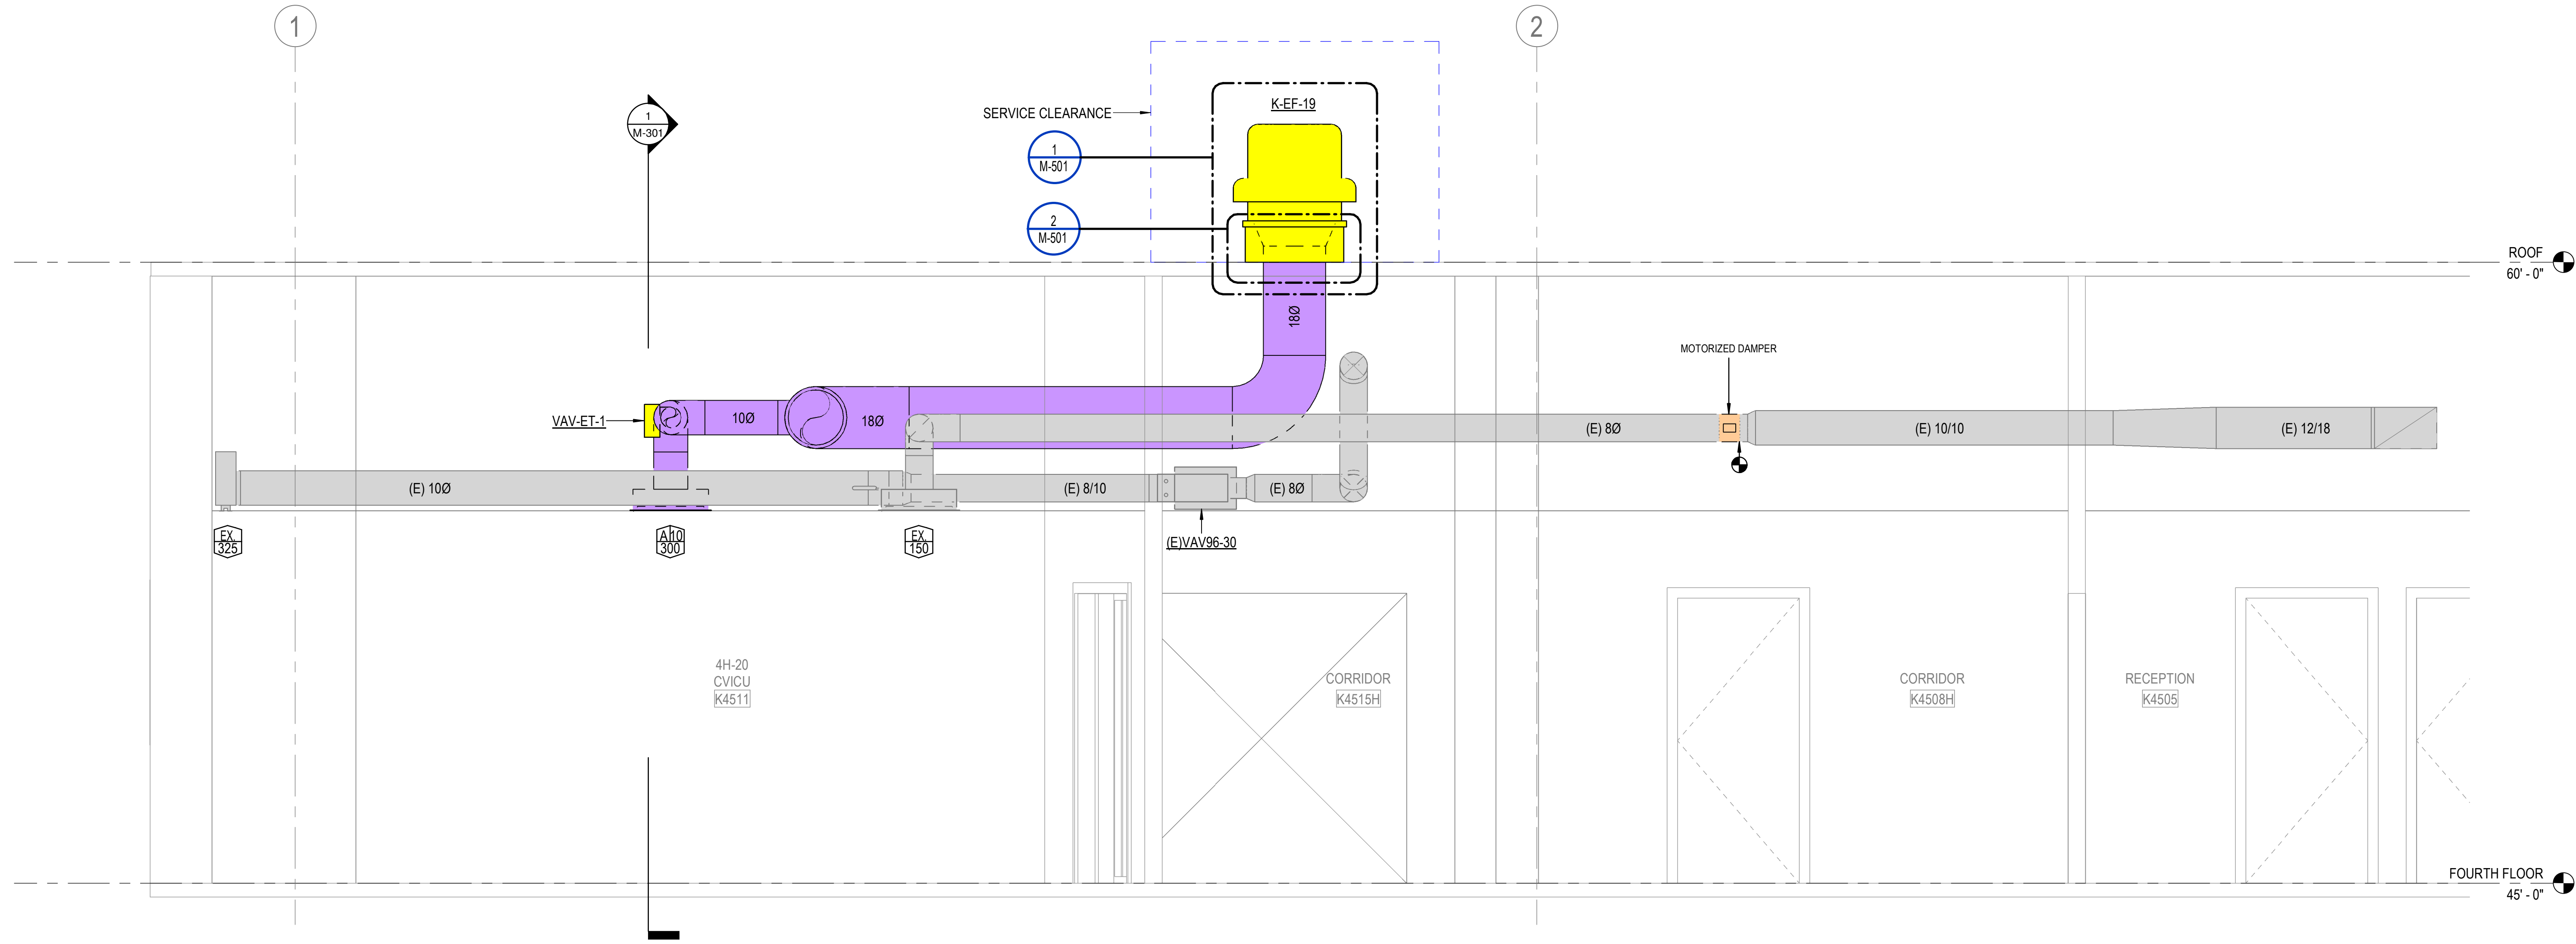 1
2
K-EF-19
SERVICE CLEARANCE
1
M-301
1
M-501
2
M-501
ROOF
60' - 0"
18Ø
MOTORIZED DAMPER
VAV-ET-1
10Ø
18Ø
(E) 8Ø
(E) 10/10
(E) 12/18
(E) 10Ø
(E) 8/10
(E) 8Ø
EX.
325
A 10
300
EX.
150
(E)VAV96-30
4H-20
CVICU
K4511
CORRIDOR
K4515H
CORRIDOR
K4508H
RECEPTION
K4505
FOURTH FLOOR
45' - 0"